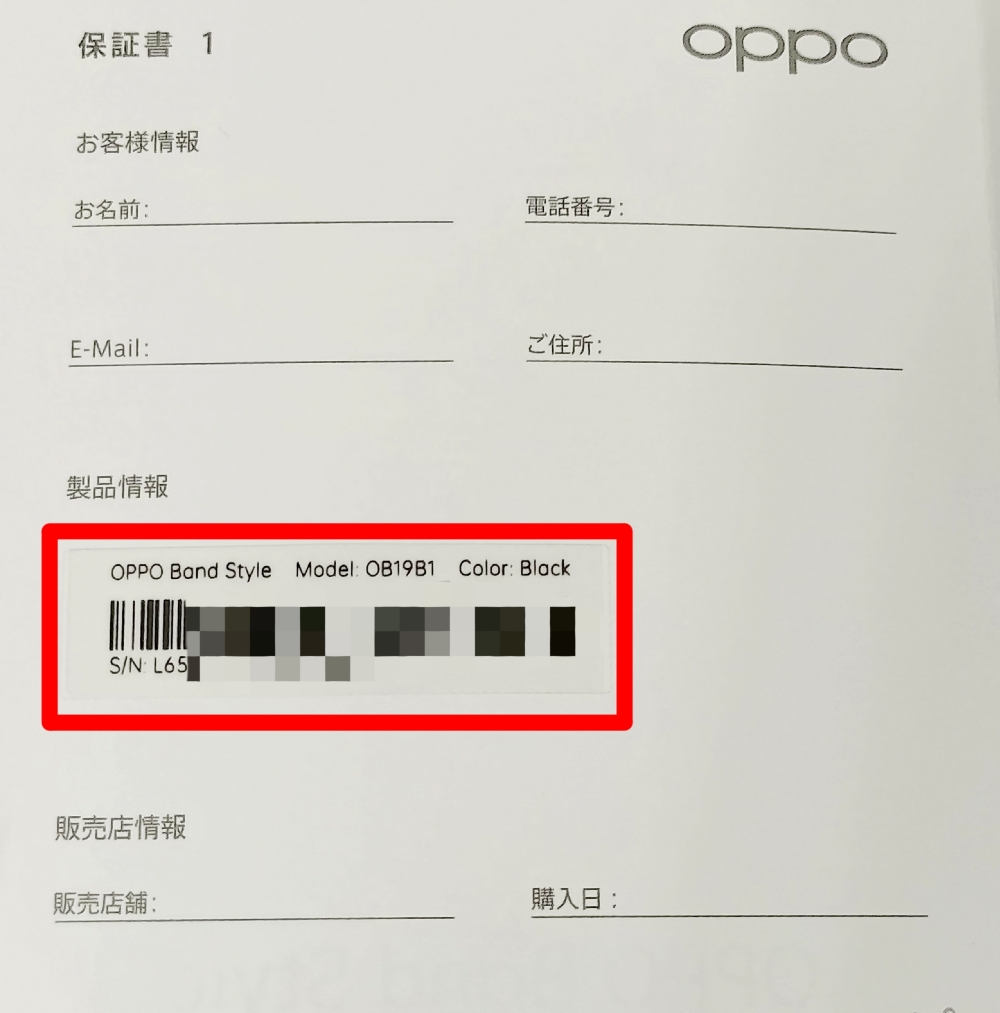 保証書 1 oppo
お客様情報
お名前: 電話番号:
E-Mail: ご住所:
製品情報
OPPO Band Style Model: OB19B1 Color: Black
S/N: L65
販売店情報
販売店舗: 購入日: